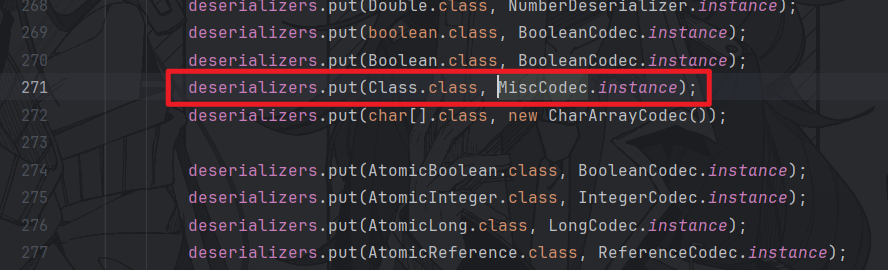 268 deserializers.put(Double.class, NumberDeserializer.instance);
269 deserializers.put(boolean.class, BooleanCodec.instance);
270 deserializers.put(Boolean.class, BooleanCodec.instance);
271 deserializers.put(Class.class, MiscCodec.instance);
272 deserializers.put(char[].class, new CharArrayCodec());
273
274 deserializers.put(AtomicBoolean.class, BooleanCodec.instance);
275 deserializers.put(AtomicInteger.class, IntegerCodec.instance);
276 deserializers.put(AtomicLong.class, LongCodec.instance);
277 deserializers.put(AtomicReference.class, ReferenceCodec.instance);